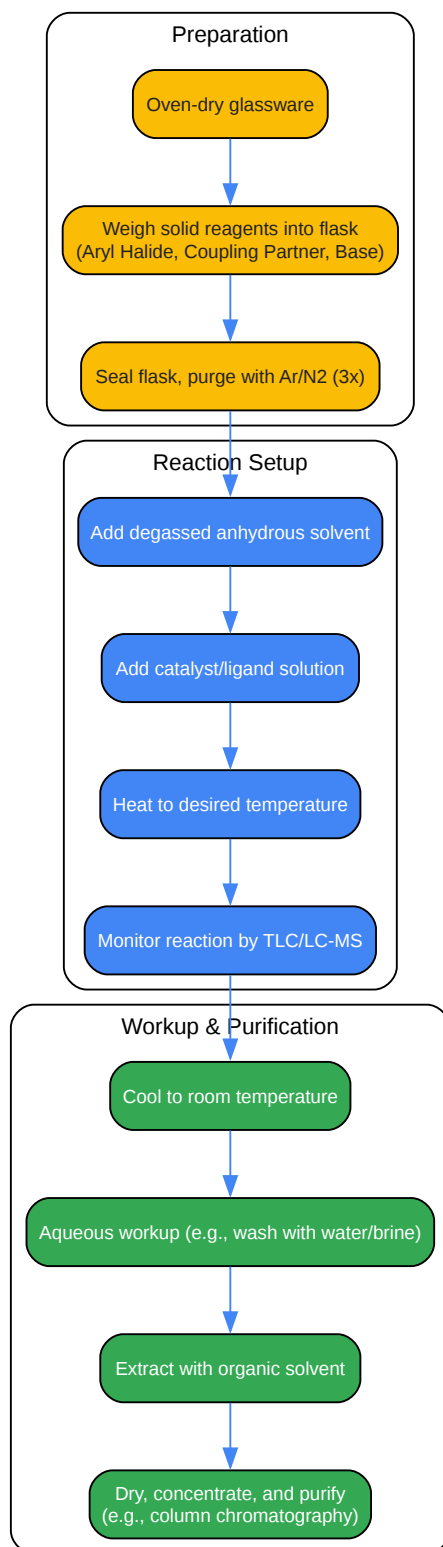 Preparation
Oven-dry glassware
Weigh solid reagents into flask
(Aryl Halide, Coupling Partner, Base)
Seal flask, purge with Ar/N2 (3x)
Reaction Setup
Add degassed anhydrous solvent
Add catalyst/ligand solution
Heat to desired temperature
Monitor reaction by TLC/LC-MS
Workup & Purification
Cool to room temperature
Aqueous workup (e.g., wash with water/brine)
Extract with organic solvent
Dry, concentrate, and purify
(e.g., column chromatography)